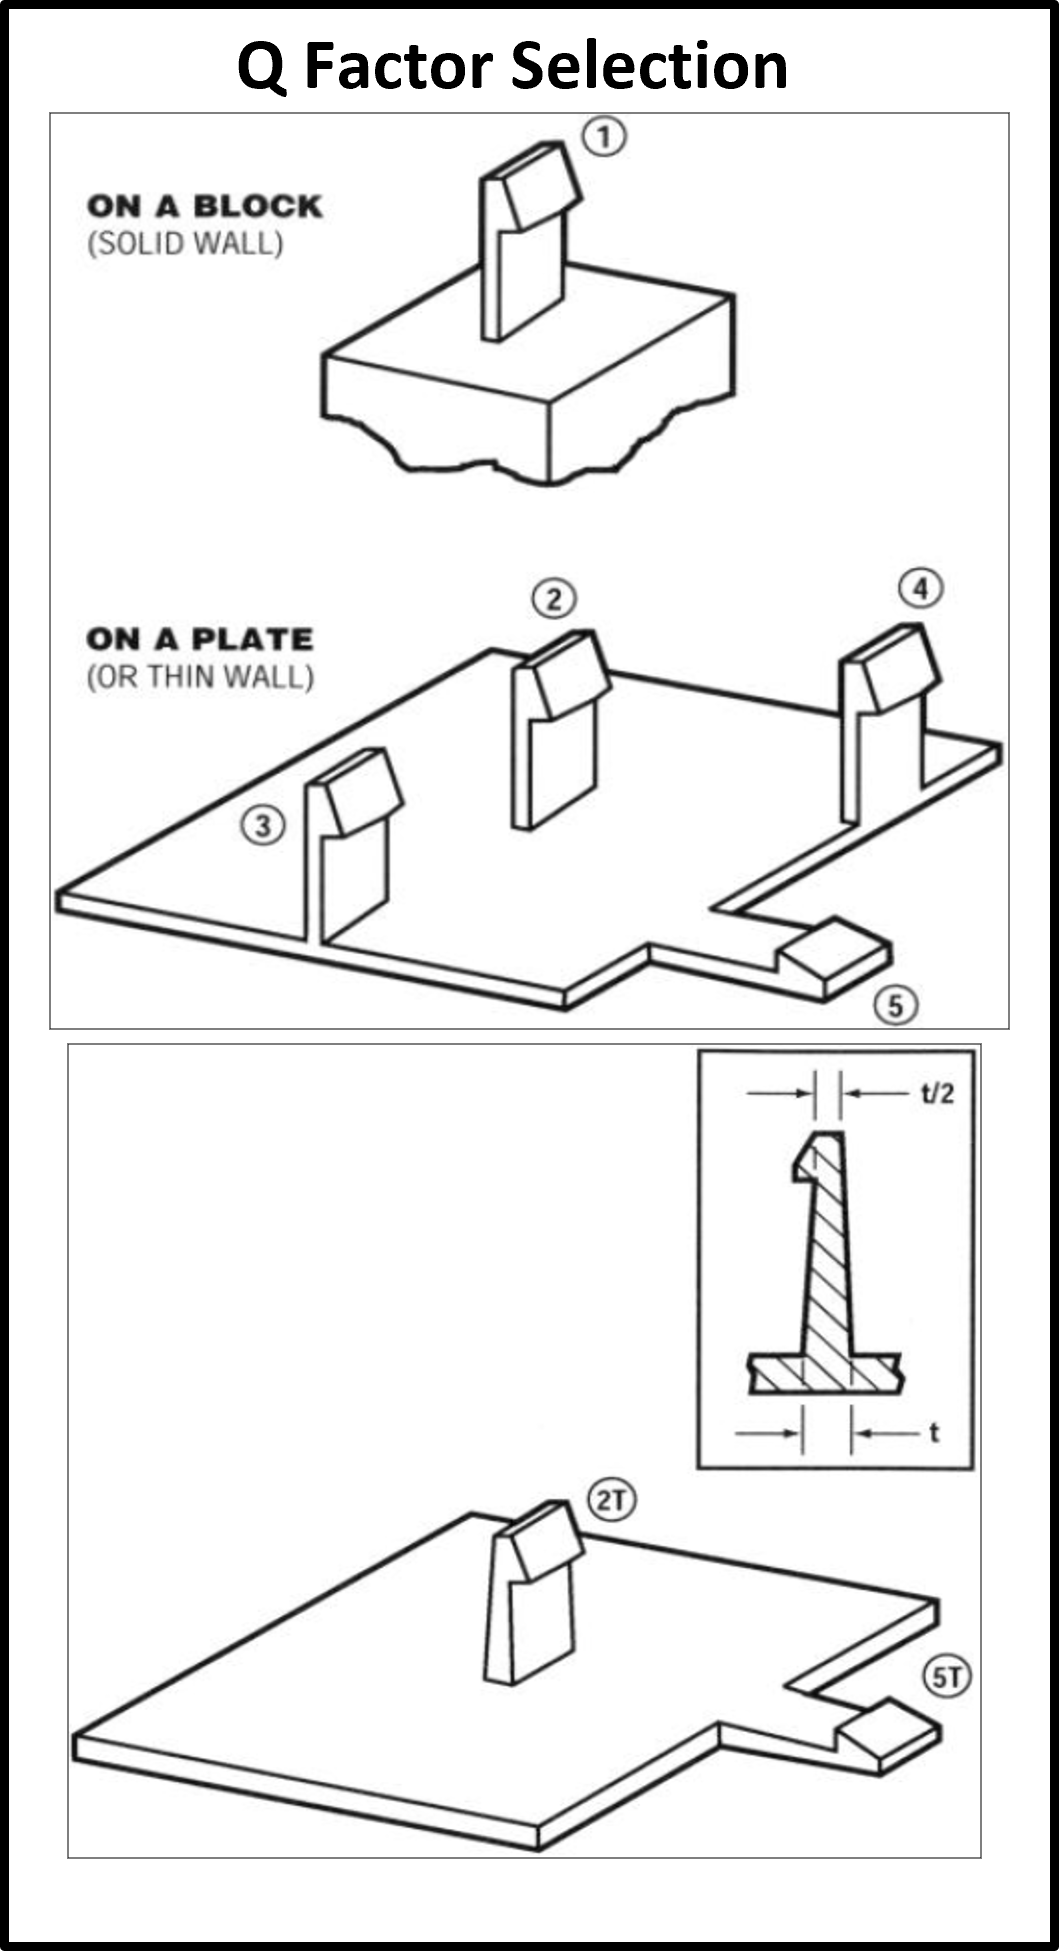 Q Factor Selection
1
ON A BLOCK
(SOLID WALL)
2
4
ON A PLATE
(OR THIN WALL)
3
5
t/2
t
2T
5T